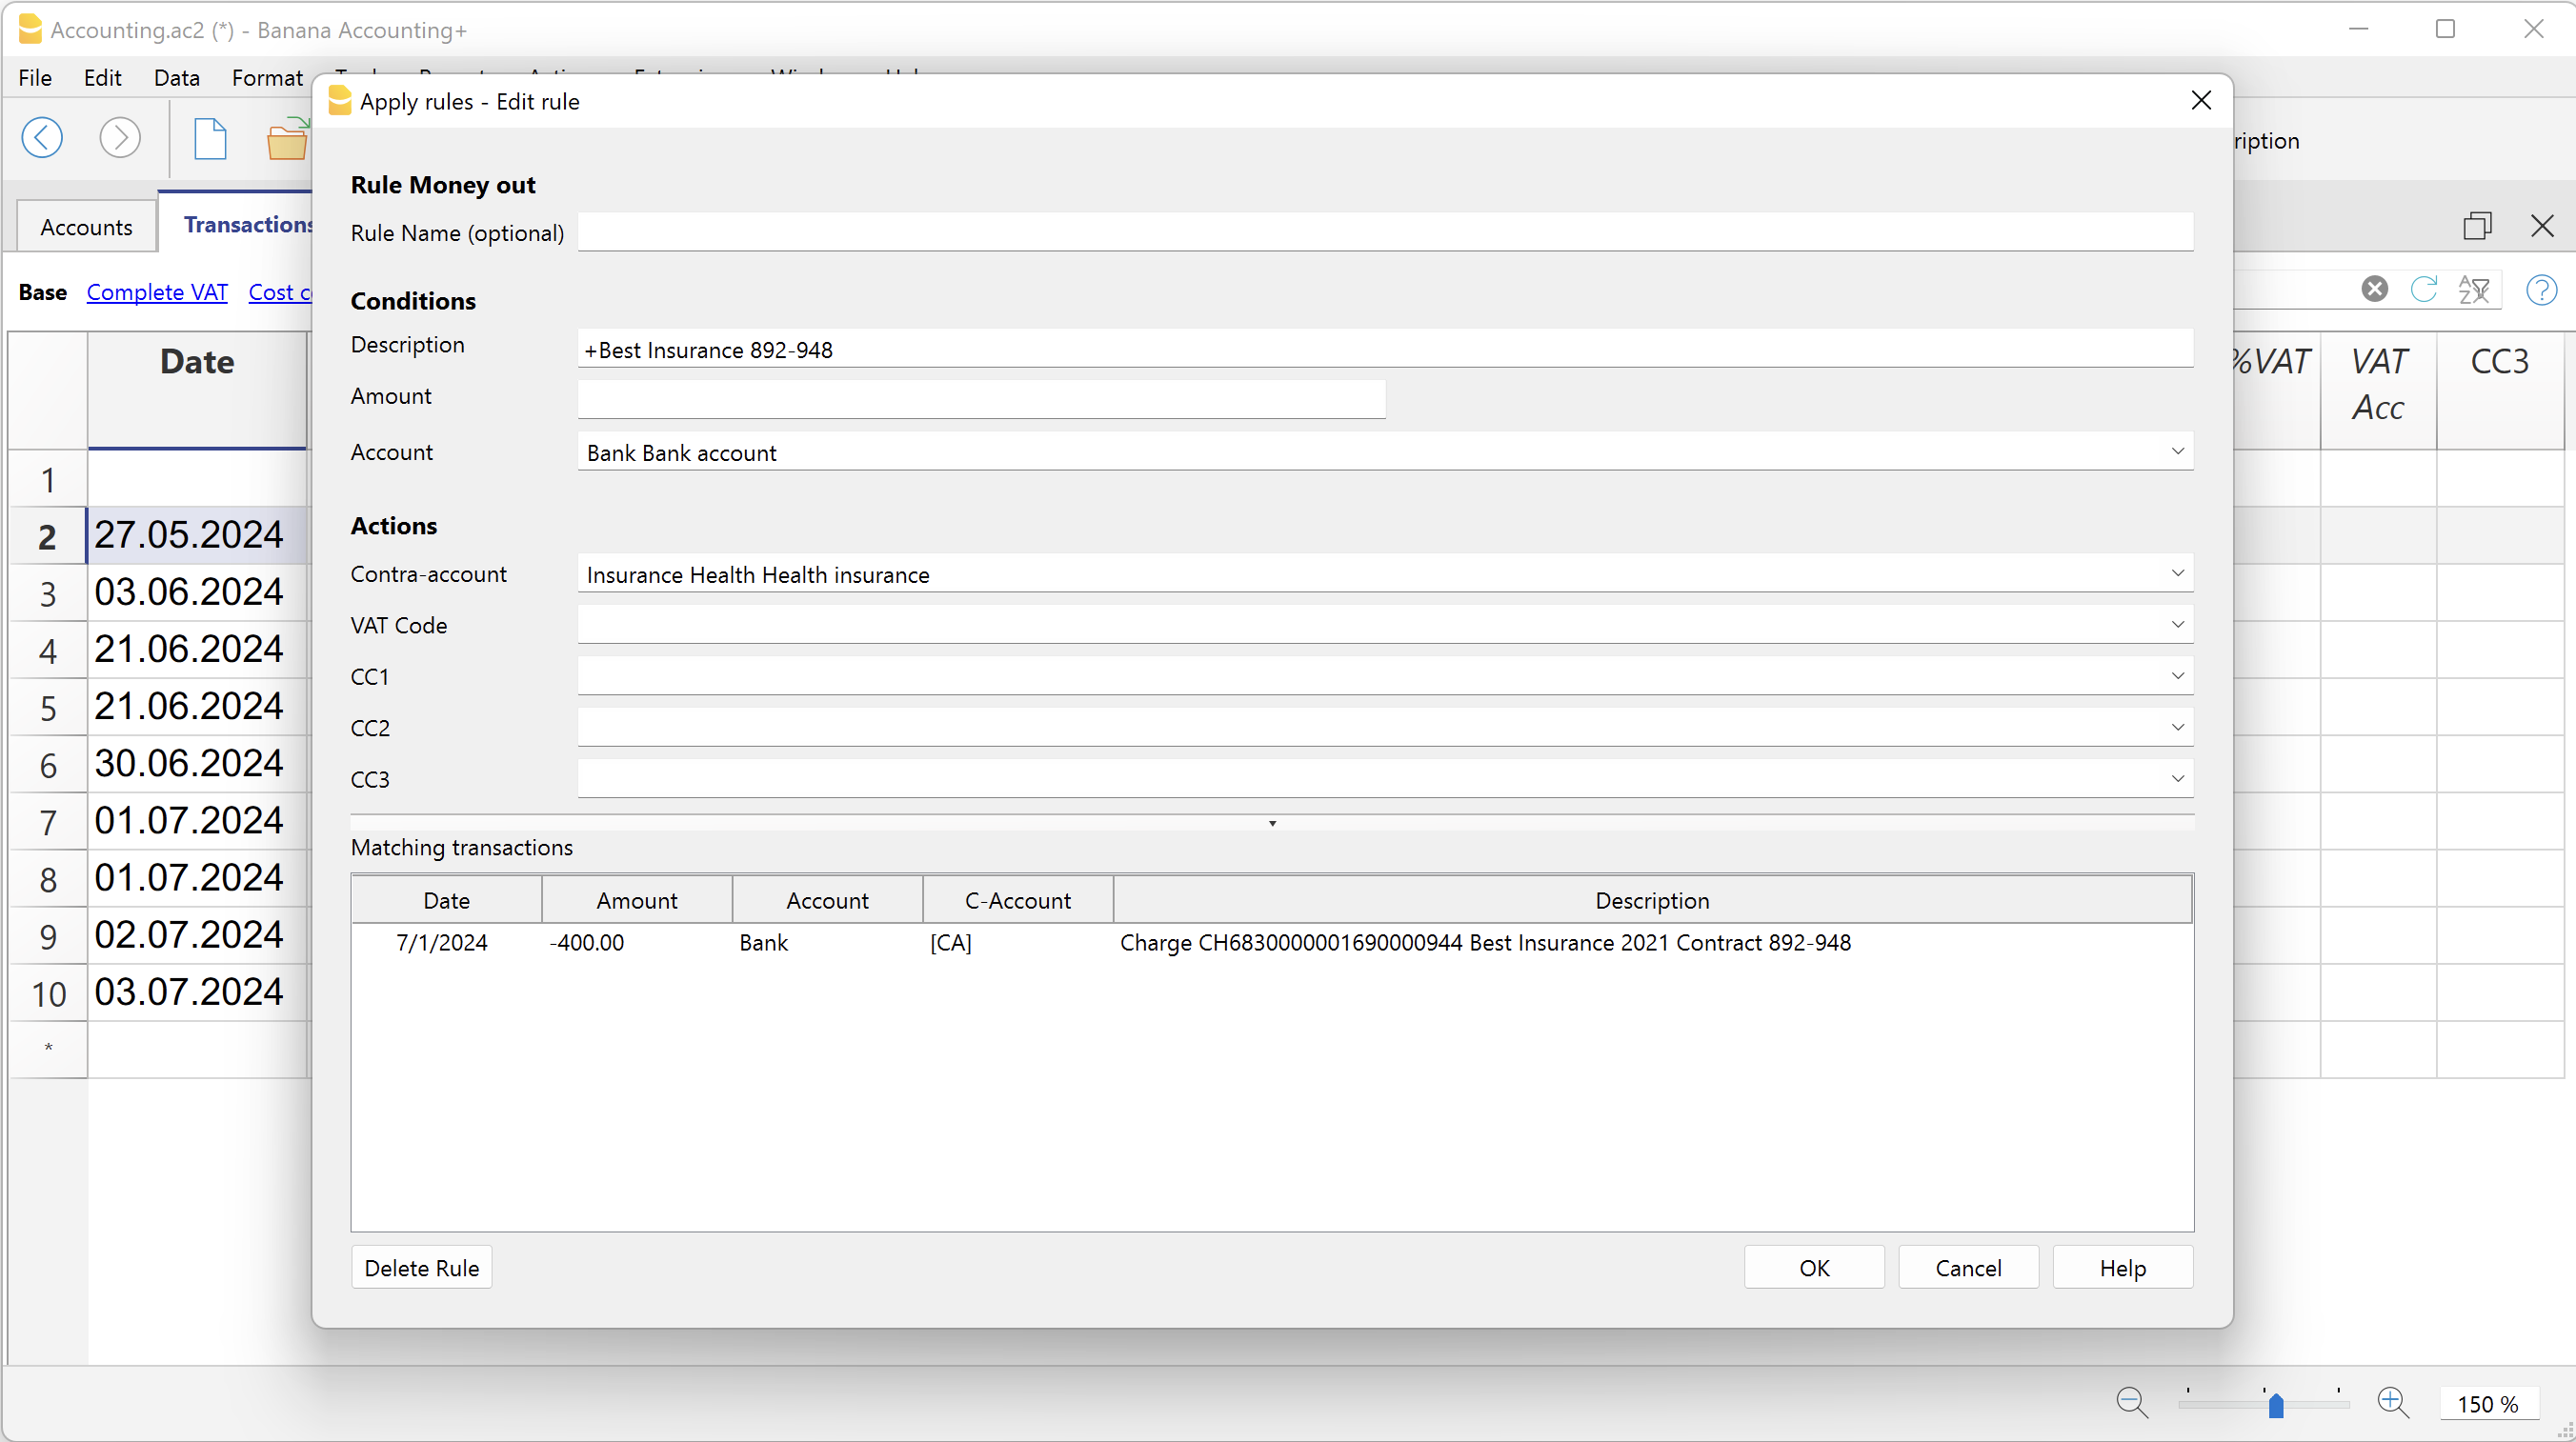 Accounting.ac2 (*) - Banana Accounting+
File Edit Data Format
Apply rules - Edit rule
ription
Rule Money out
Accounts Transactions
Rule Name (optional)
Base Complete VAT Cost c
Conditions
Description +Best Insurance 892-948
Date %VAT VAT Acc CC3
Amount
Account Bank Bank account
1
Actions
2 27.05.2024
Contra-account Insurance Health Health insurance
3 03.06.2024
VAT Code
4 21.06.2024
CC1
5 21.06.2024
CC2
6 30.06.2024
CC3
7 01.07.2024
Matching transactions
8 01.07.2024
Date Amount Account C-Account Description
9 02.07.2024
7/1/2024 -400.00 Bank [CA] Charge CH6830000001690000944 Best Insurance 2021 Contract 892-948
10 03.07.2024
*
Delete Rule OK Cancel Help
150 %